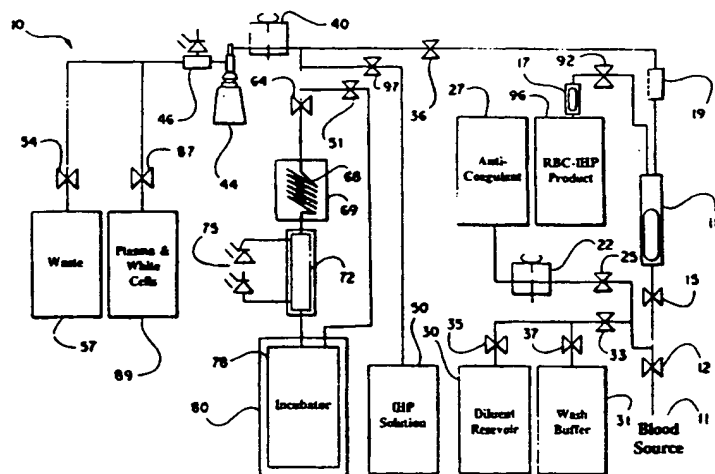 10
40
64
97
36
17
92
46
51
27
96
19
54
87
44
68
69
Anti-
Coagulant
RBC-IHP
Product
75
72
22
25
15
Waste
Plasma &
White
Cells
57
89
78
80
Incubator
50
IHP
Solution
30
35
37
33
12
Diluent
Reservoir
Wash
Buffer
31
11
Blood
Source